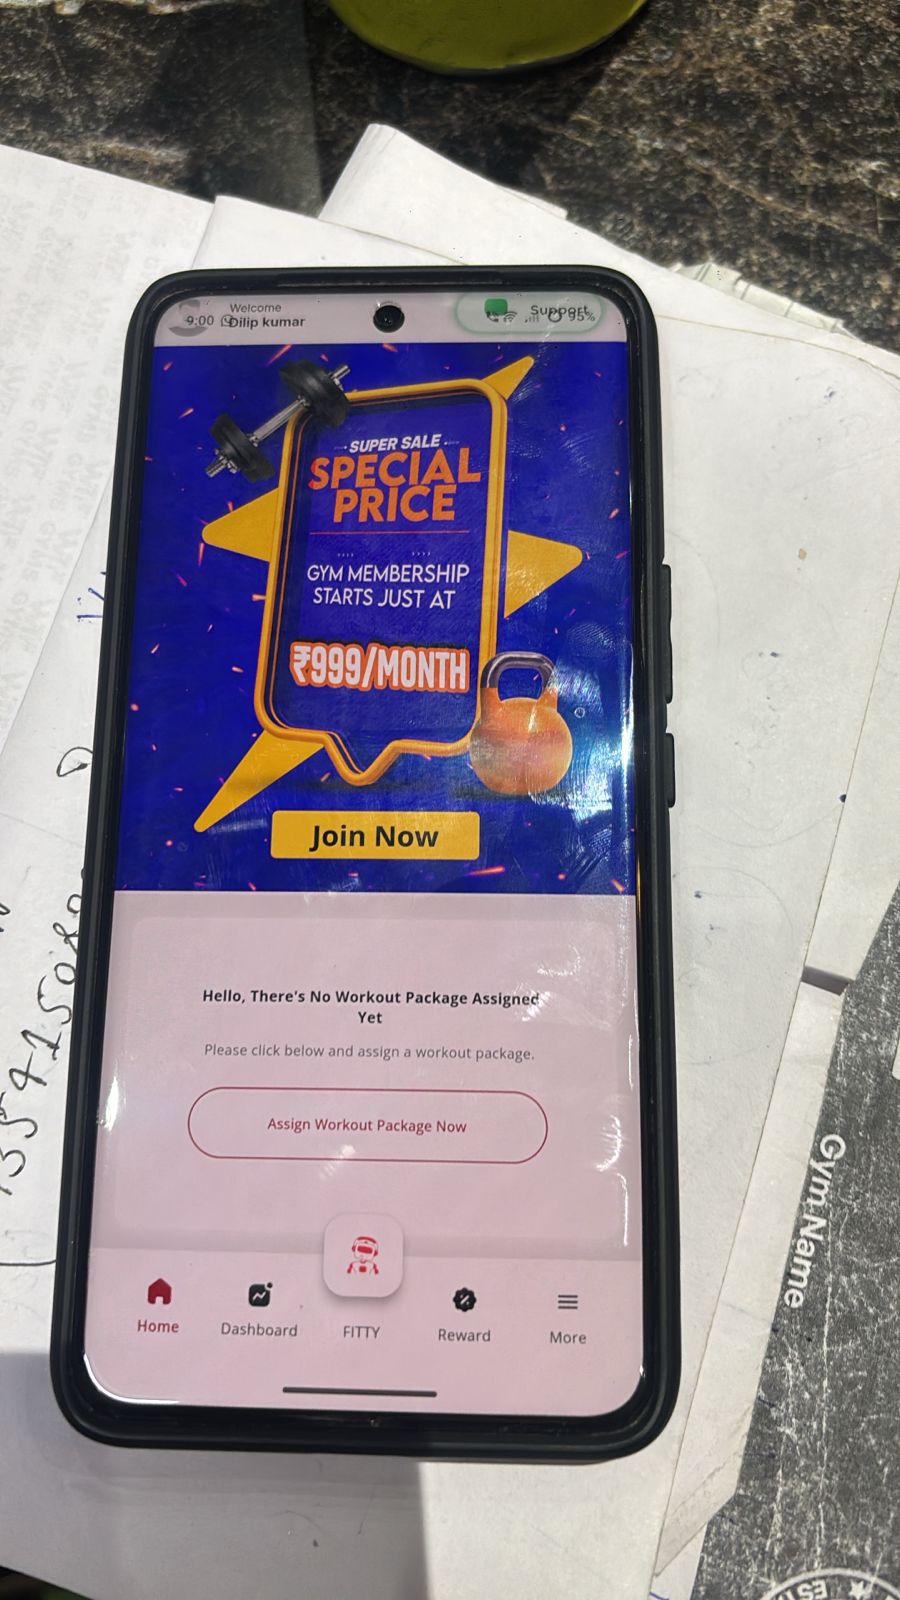 Welcome
9:00 Dilip kumar
Support
95%
SUPER SALE
SPECIAL
PRICE
GYM MEMBERSHIP
STARTS JUST AT
₹999/MONTH
Join Now
Hello, There's No Workout Package Assigned
Yet
Please click below and assign a workout package.
Assign Workout Package Now
Home
Dashboard
FITTY
Reward
More
Gym Name